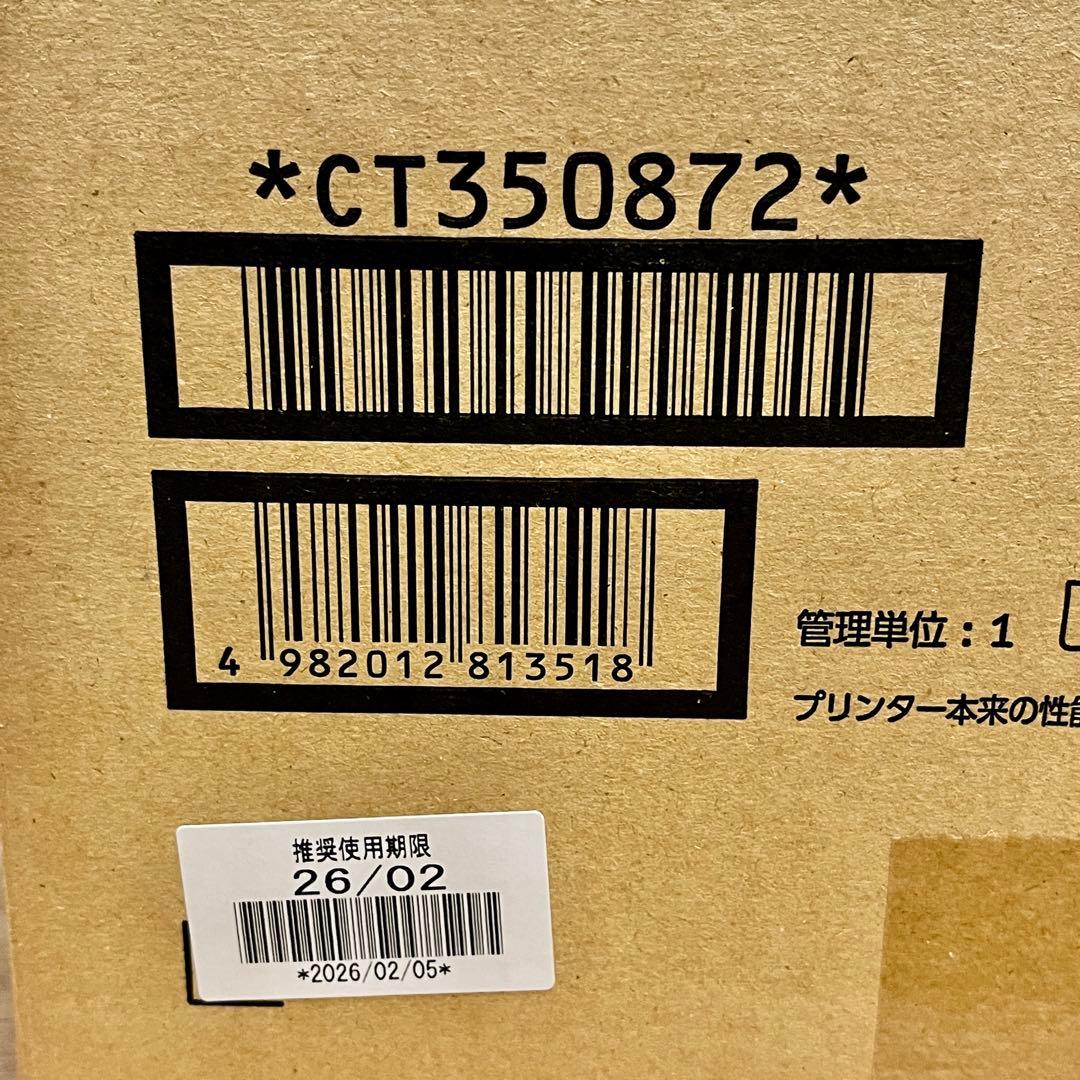 *CT350872*
4 982012 813518
管理単位：1
プリンター本来の性能
推奨使用期限
26/02
*2026/02/05*